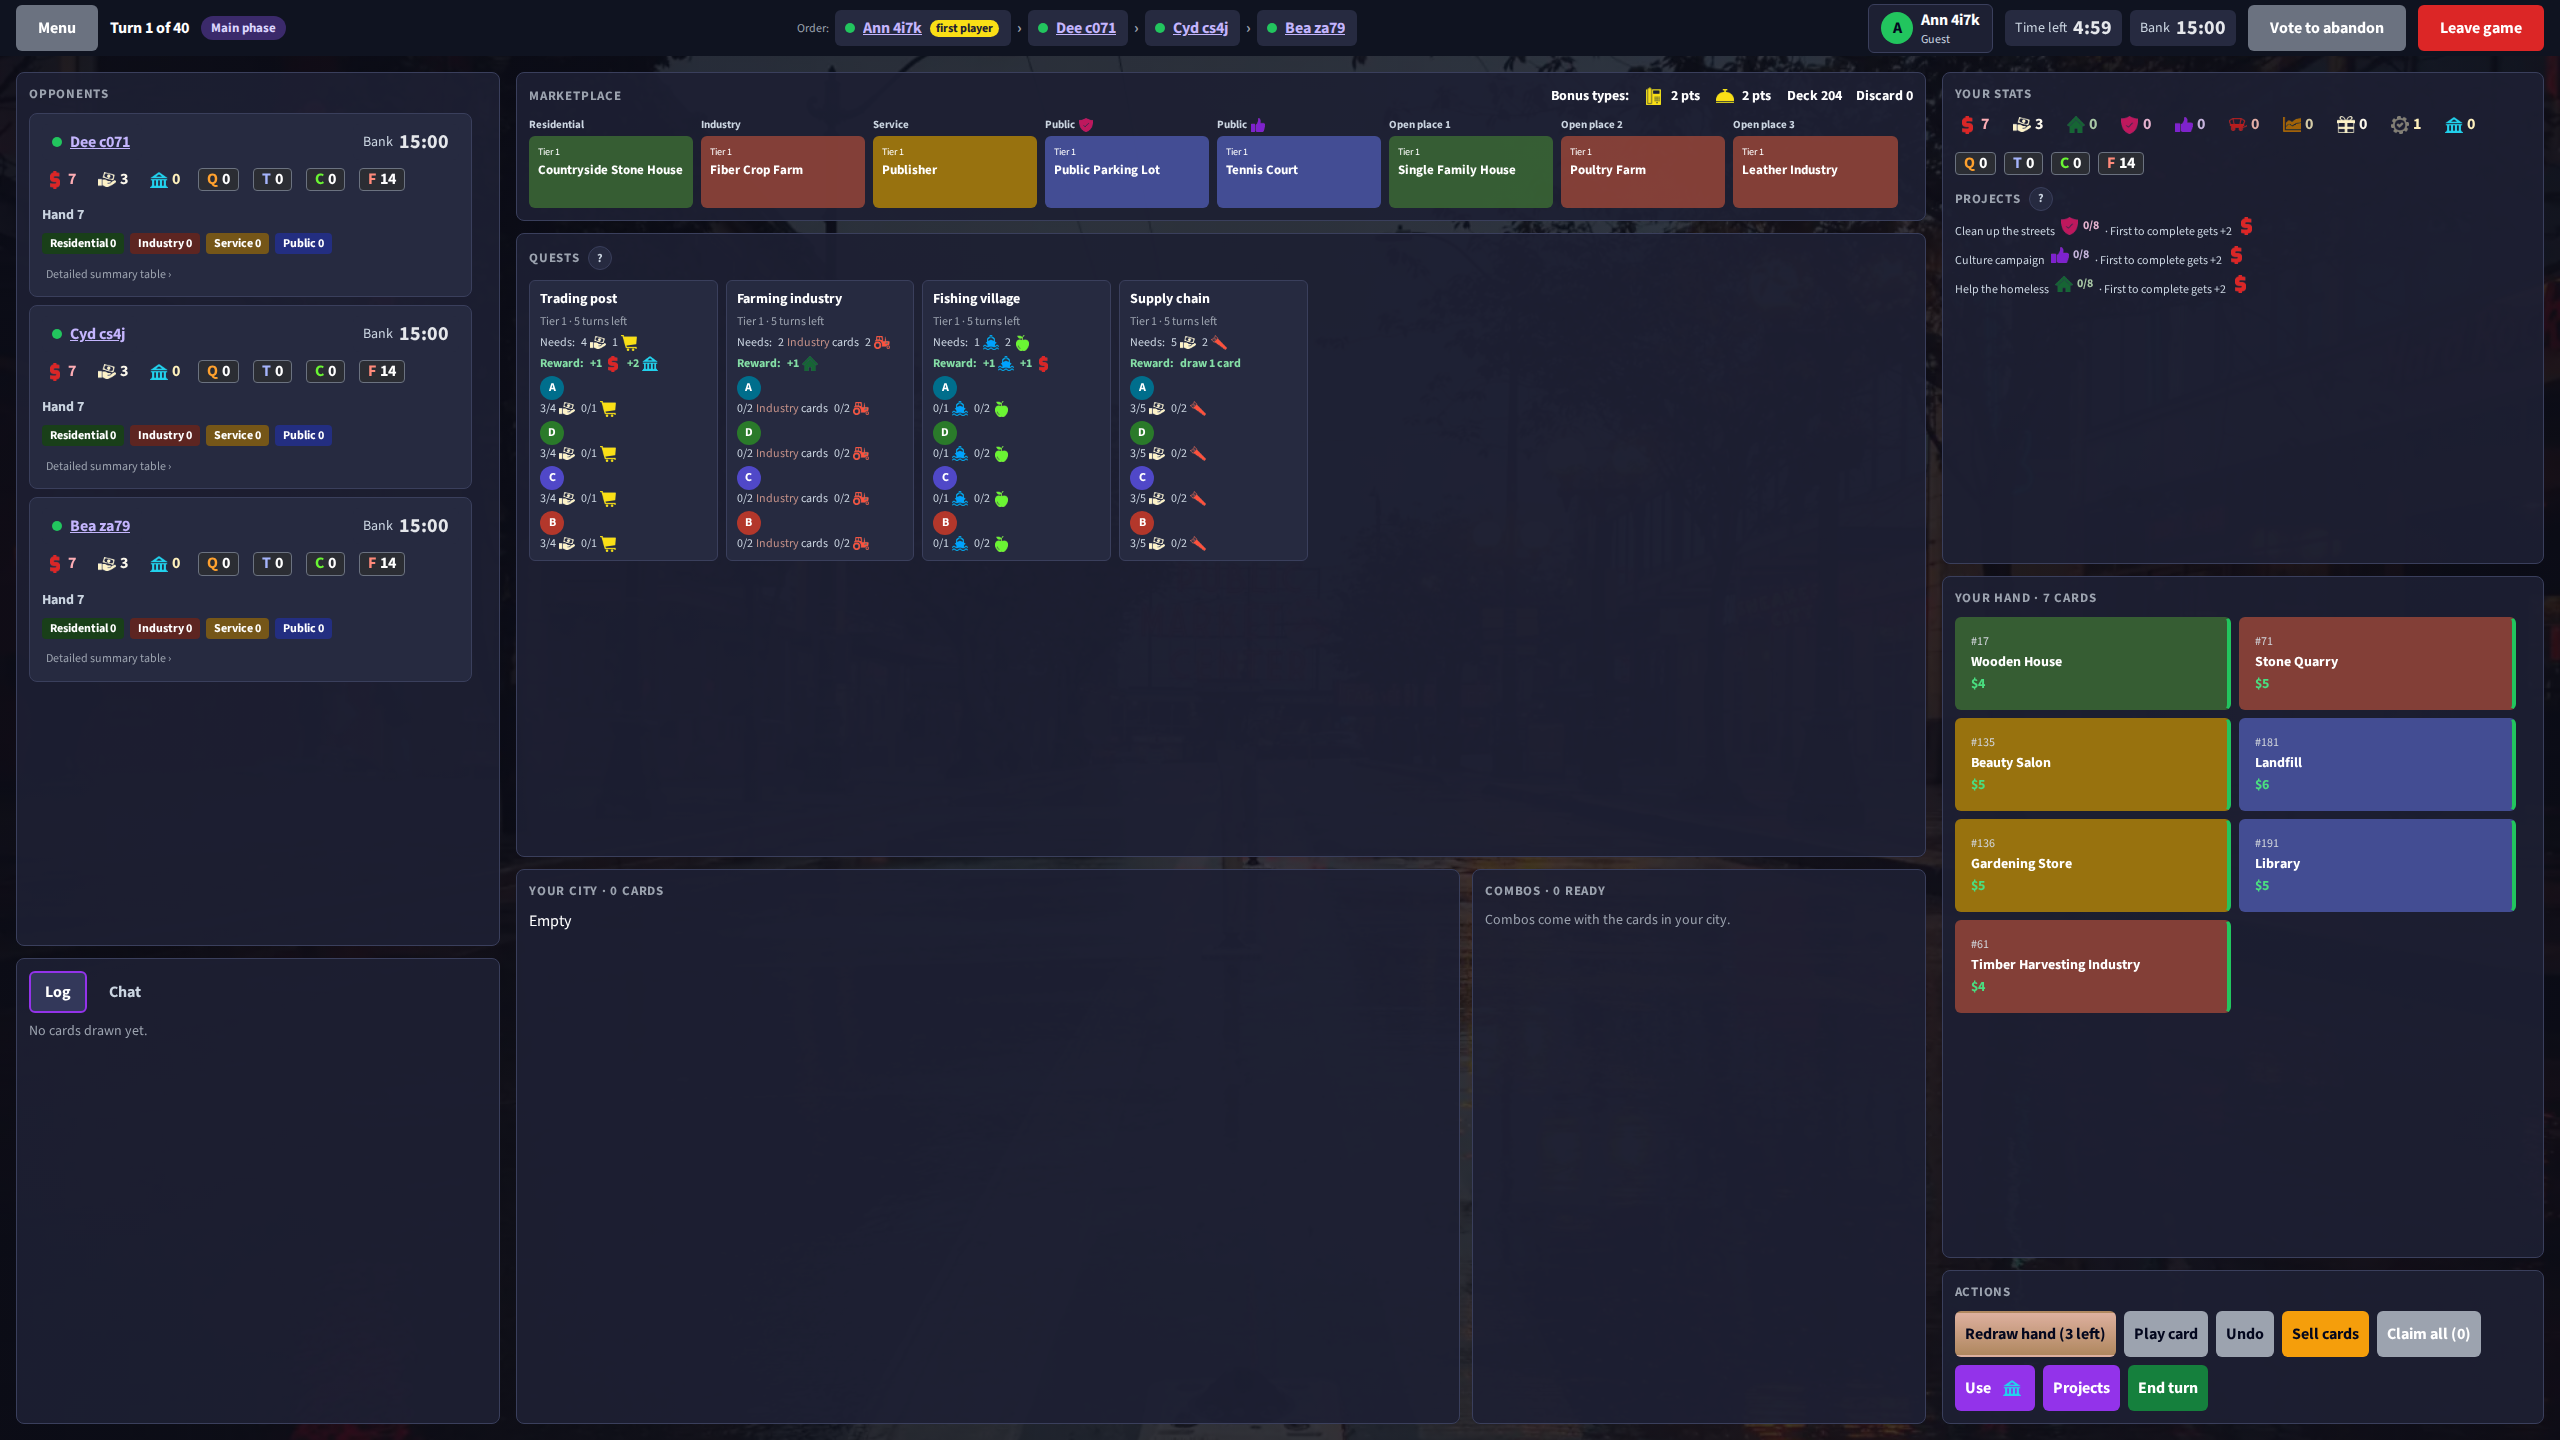 Menu
Turn 1 of 40
Main phase
Order: Ann 4i7k first player › Dee c071 › Cyd cs4j › Bea za79
A
Ann 4i7k
Guest
Time left 4:59
Bank 15:00
Vote to abandon
Leave game
OPPONENTS
Dee c071
Bank 15:00
7 3 0 Q 0 T 0 C 0 F 14
Hand 7
Residential 0 Industry 0 Service 0 Public 0
Detailed summary table ›
Cyd cs4j
Bank 15:00
7 3 0 Q 0 T 0 C 0 F 14
Hand 7
Residential 0 Industry 0 Service 0 Public 0
Detailed summary table ›
Bea za79
Bank 15:00
7 3 0 Q 0 T 0 C 0 F 14
Hand 7
Residential 0 Industry 0 Service 0 Public 0
Detailed summary table ›
Log
Chat
No cards drawn yet.
MARKETPLACE
Bonus types: 2 pts 2 pts Deck 204 Discard 0
Residential
Tier 1
Countryside Stone House
Industry
Tier 1
Fiber Crop Farm
Service
Tier 1
Publisher
Public
Tier 1
Public Parking Lot
Public
Tier 1
Tennis Court
Open place 1
Tier 1
Single Family House
Open place 2
Tier 1
Poultry Farm
Open place 3
Tier 1
Leather Industry
QUESTS ?
Trading post
Tier 1 · 5 turns left
Needs: 4 1
Reward: +1 +2
A
3/4 0/1
D
3/4 0/1
C
3/4 0/1
B
3/4 0/1
Farming industry
Tier 1 · 5 turns left
Needs: 2 Industry cards 2
Reward: +1
A
0/2 Industry cards 0/2
D
0/2 Industry cards 0/2
C
0/2 Industry cards 0/2
B
0/2 Industry cards 0/2
Fishing village
Tier 1 · 5 turns left
Needs: 1 2
Reward: +1 +1
A
0/1 0/2
D
0/1 0/2
C
0/1 0/2
B
0/1 0/2
Supply chain
Tier 1 · 5 turns left
Needs: 5 2
Reward: draw 1 card
A
3/5 0/2
D
3/5 0/2
C
3/5 0/2
B
3/5 0/2
YOUR CITY · 0 CARDS
Empty
COMBOS · 0 READY
Combos come with the cards in your city.
YOUR STATS
7 3 0 0 0 0 0 0 1 0
Q 0 T 0 C 0 F 14
PROJECTS ?
Clean up the streets 0/8 · First to complete gets +2
Culture campaign 0/8 · First to complete gets +2
Help the homeless 0/8 · First to complete gets +2
YOUR HAND · 7 CARDS
#17
Wooden House
$4
#71
Stone Quarry
$5
#135
Beauty Salon
$5
#181
Landfill
$6
#136
Gardening Store
$5
#191
Library
$5
#61
Timber Harvesting Industry
$4
ACTIONS
Redraw hand (3 left)
Play card
Undo
Sell cards
Claim all (0)
Use
Projects
End turn